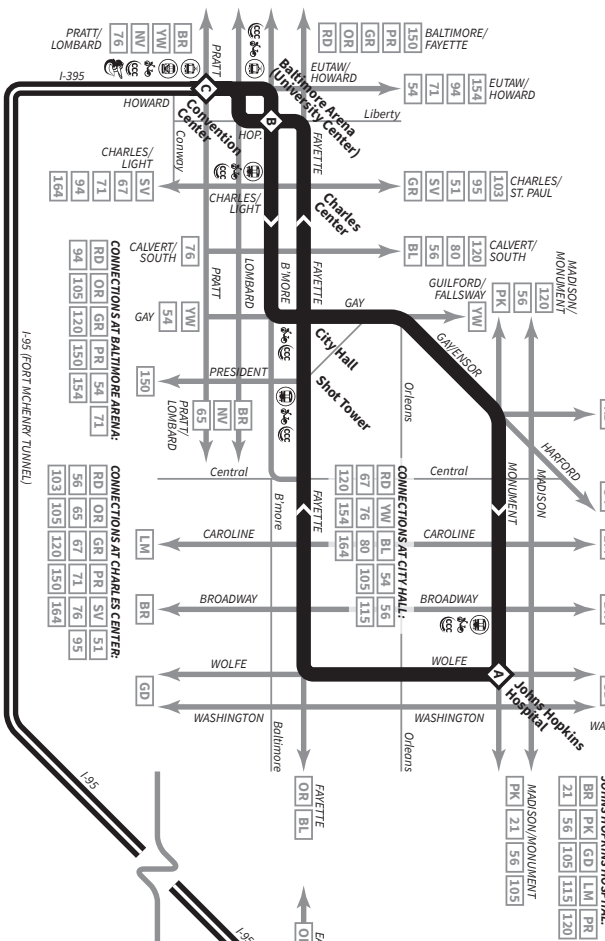 PRATT/
LOMBARD
BR
YW
NV
76
PRATT
150
PR
GR
OR
RD
BALTIMORE/
FAYETTE
EUTAW/
HOWARD
154
94
71
54
EUTAW/
HOWARD
I-395
HOWARD
C
Convention
Center
B
Baltimore Arena
(University Center)
Liberty
HOP.
FAYETTE
Conway
CHARLES/
LIGHT
SV
67
71
94
164
CHARLES/
LIGHT
Charles
Center
103
95
51
SV
GR
CHARLES/
ST. PAUL
CALVERT/
SOUTH
76
120
80
56
BL
CALVERT/
SOUTH
PRATT
LOMBARD
B'MORE
FAYETTE
GAY
YW
54
GAY
GUILFORD/
FALLSWAY
YW
MADISON/
MONUMENT
120
56
PK
City Hall
GAY/ENSOR
Shot Tower
150
PRESIDENT
Orleans
PRATT/
LOMBARD
BR
NV
65
HARFORD
Central
Central
B'more
FAYETTE
MONUMENT
MADISON
LM
CAROLINE
CAROLINE
BR
BROADWAY
BROADWAY
WOLFE
WOLFE
GD
WASHINGTON
WASHINGTON
WA
A
Johns Hopkins
Hospital
Baltimore
Orleans
FAYETTE
OR
BL
MADISON/MONUMENT
PK
21
56
105
JOHNS HOPKINS HOSPITAL:
BR
PK
GD
LM
PR
21
56
105
115
120
CONNECTIONS AT BALTIMORE ARENA:
RD
OR
GR
PR
54
71
94
105
120
150
154
CONNECTIONS AT CHARLES CENTER:
RD
OR
GR
PR
SV
51
56
65
67
71
76
95
103
105
120
150
164
CONNECTIONS AT CITY HALL:
RD
YW
BL
54
56
67
76
80
105
115
120
154
164
I-95 (FORT MCHENRY TUNNEL)
I-95
I-95